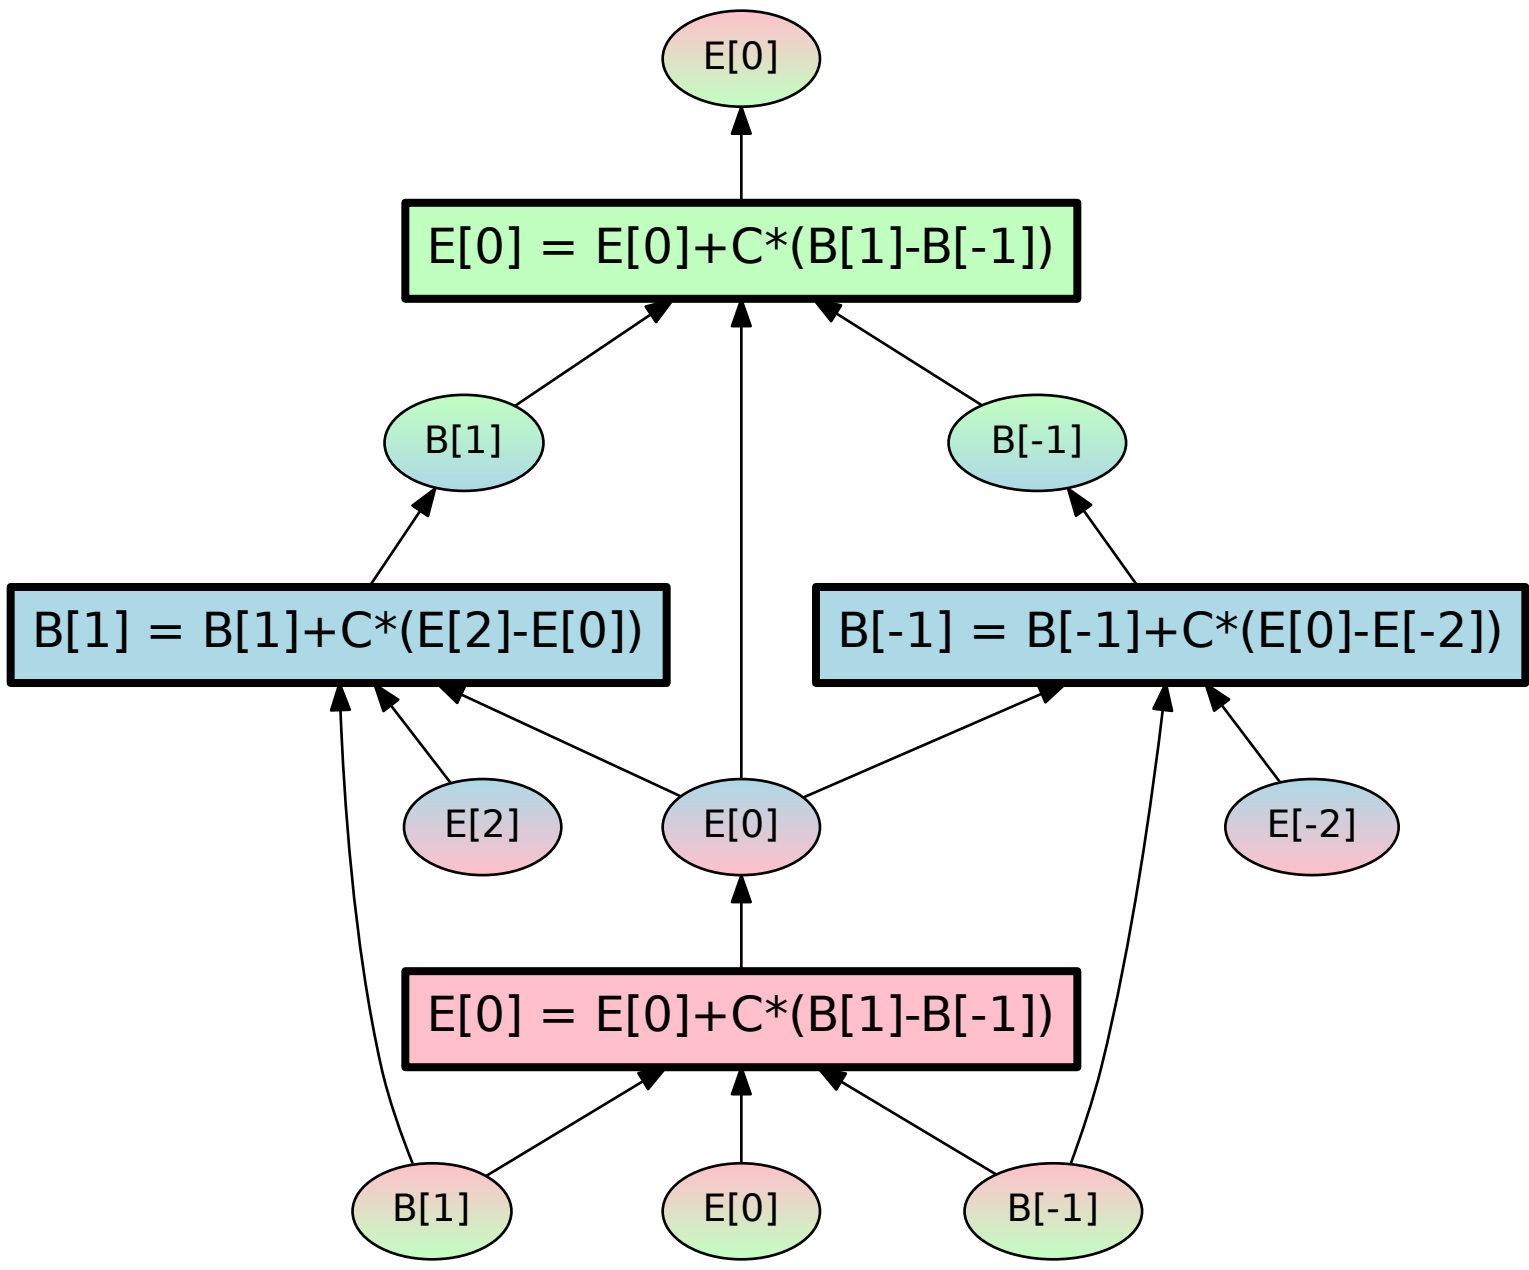 E[0]
E[0] = E[0]+C*(B[1]-B[-1])
B[1]
B[-1]
B[1] = B[1]+C*(E[2]-E[0])
B[-1] = B[-1]+C*(E[0]-E[-2])
E[2]
E[0]
E[-2]
E[0] = E[0]+C*(B[1]-B[-1])
B[1]
E[0]
B[-1]